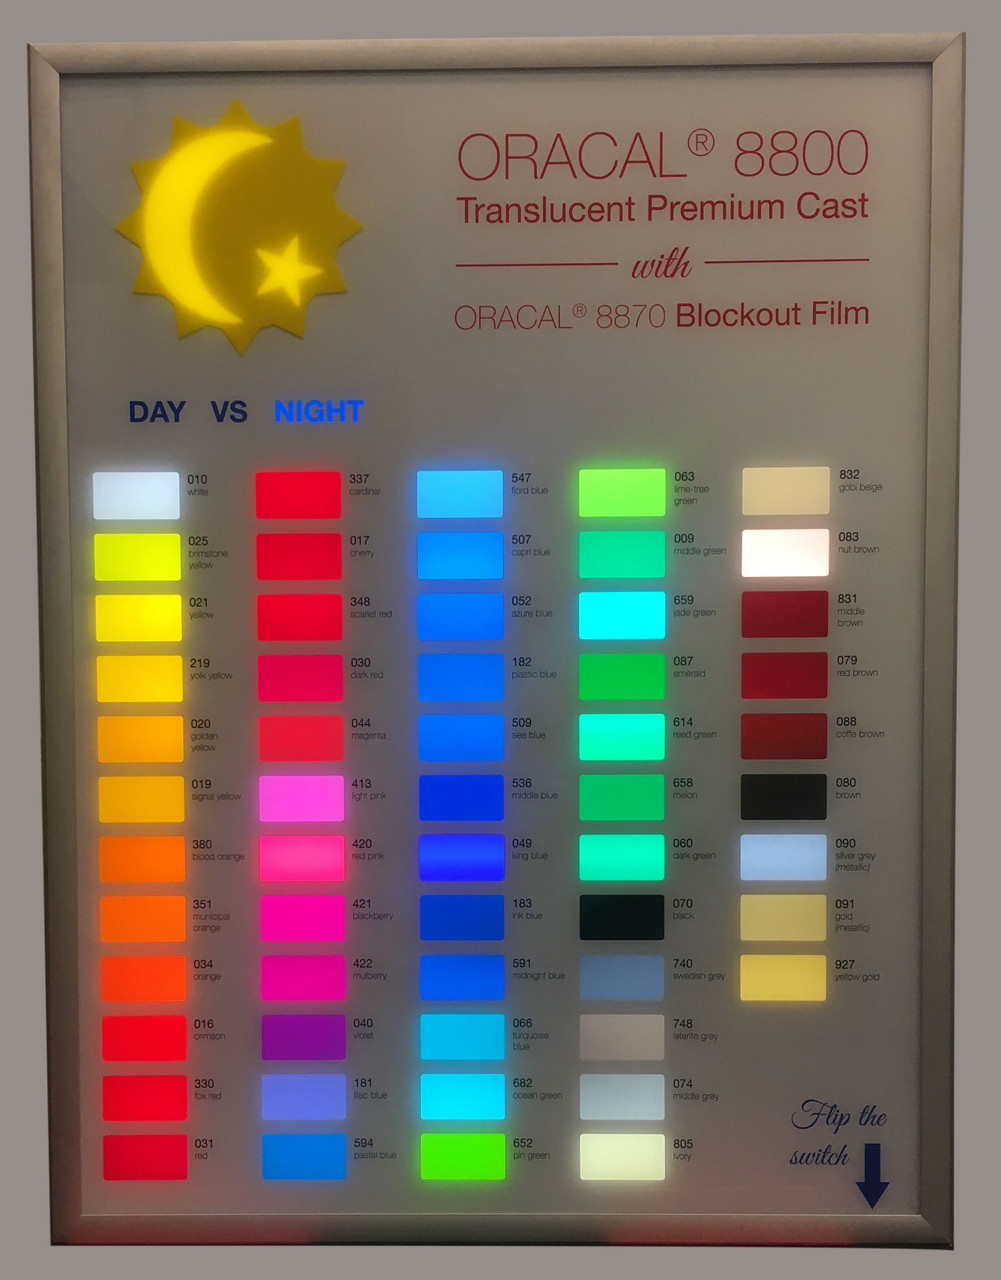 ORACAL® 8800
Translucent Premium Cast
with
ORACAL® 8870 Blockout Film
DAY VS NIGHT
010
white
025
brimstone
yellow
021
yellow
219
yolk yellow
020
golden
yellow
019
signal yellow
380
blood orange
351
municipal
orange
034
orange
016
crimson
330
fox red
031
red
337
cardinal
017
cherry
348
scarlet red
030
dark red
044
magenta
413
light pink
420
red pink
421
blackberry
422
mulberry
040
violet
181
lilac blue
594
pastel blue
547
fjord blue
507
capri blue
052
azure blue
182
plastic blue
509
sea blue
536
middle blue
049
king blue
183
ink blue
591
midnight blue
066
turquoise
blue
682
ocean green
652
pin green
063
lime-tree
green
009
middle green
659
jade green
087
emerald
614
reed green
658
melon
060
dark green
070
black
740
swedish grey
748
laterite grey
074
middle grey
805
ivory
832
gobi beige
083
nut brown
831
middle
brown
079
red brown
088
coffe brown
080
brown
090
silver grey
(metallic)
091
gold
(metallic)
927
yellow gold
Flip the
switch